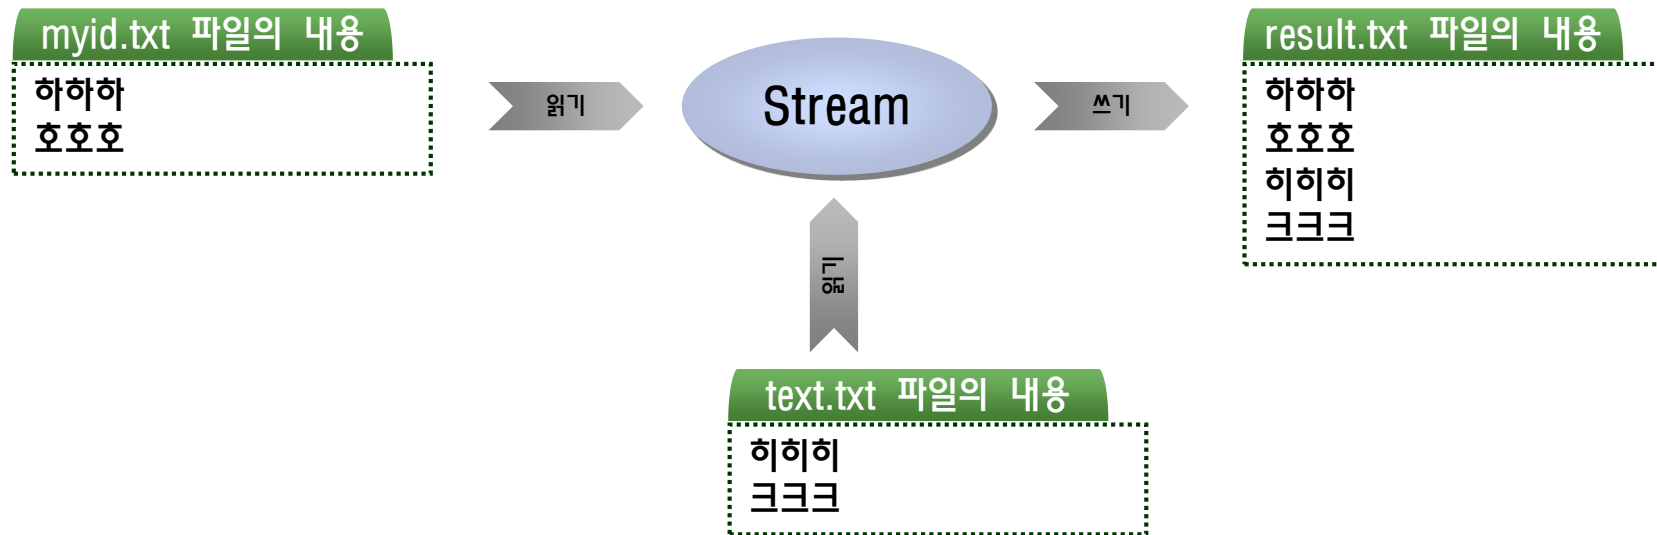 myid.txt 파일의 내용
하하하
호호호
읽기
Stream
쓰기
result.txt 파일의 내용
하하하
호호호
히히히
크크크
읽기
text.txt 파일의 내용
히히히
크크크